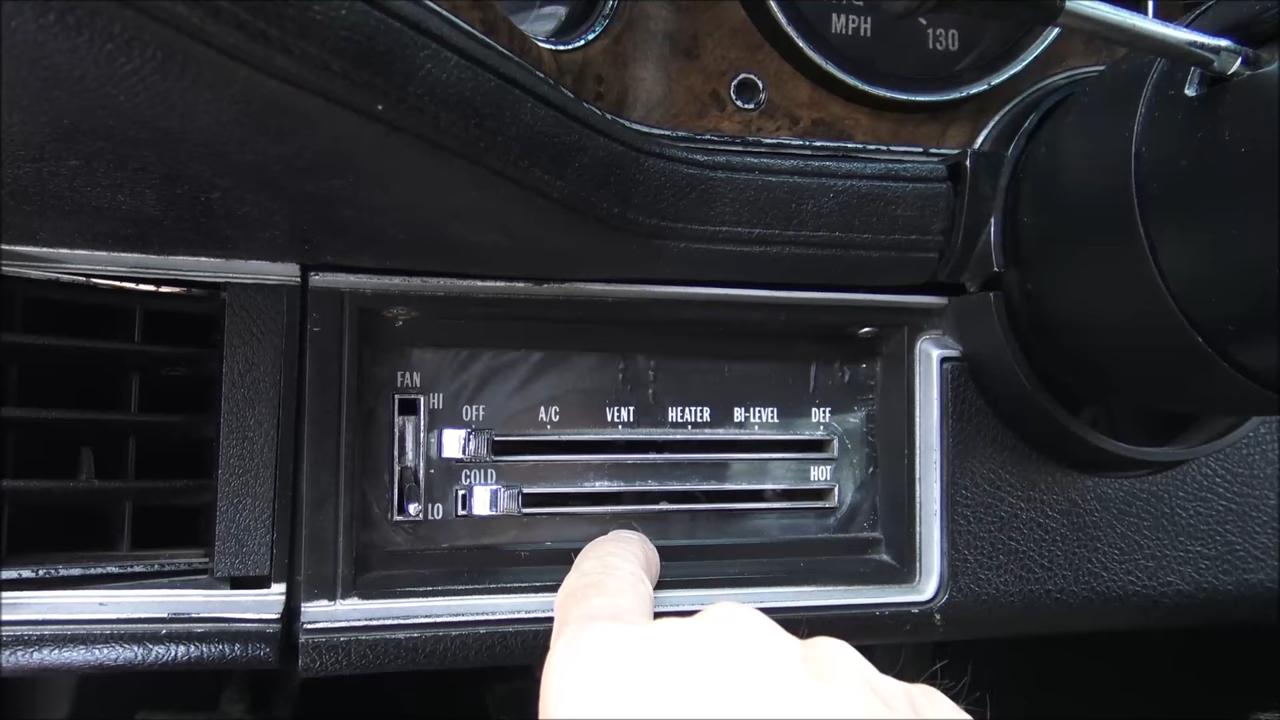 MPH
130
FAN
HI
OFF A/C VENT HEATER BI-LEVEL DEF
COLD HOT
LO